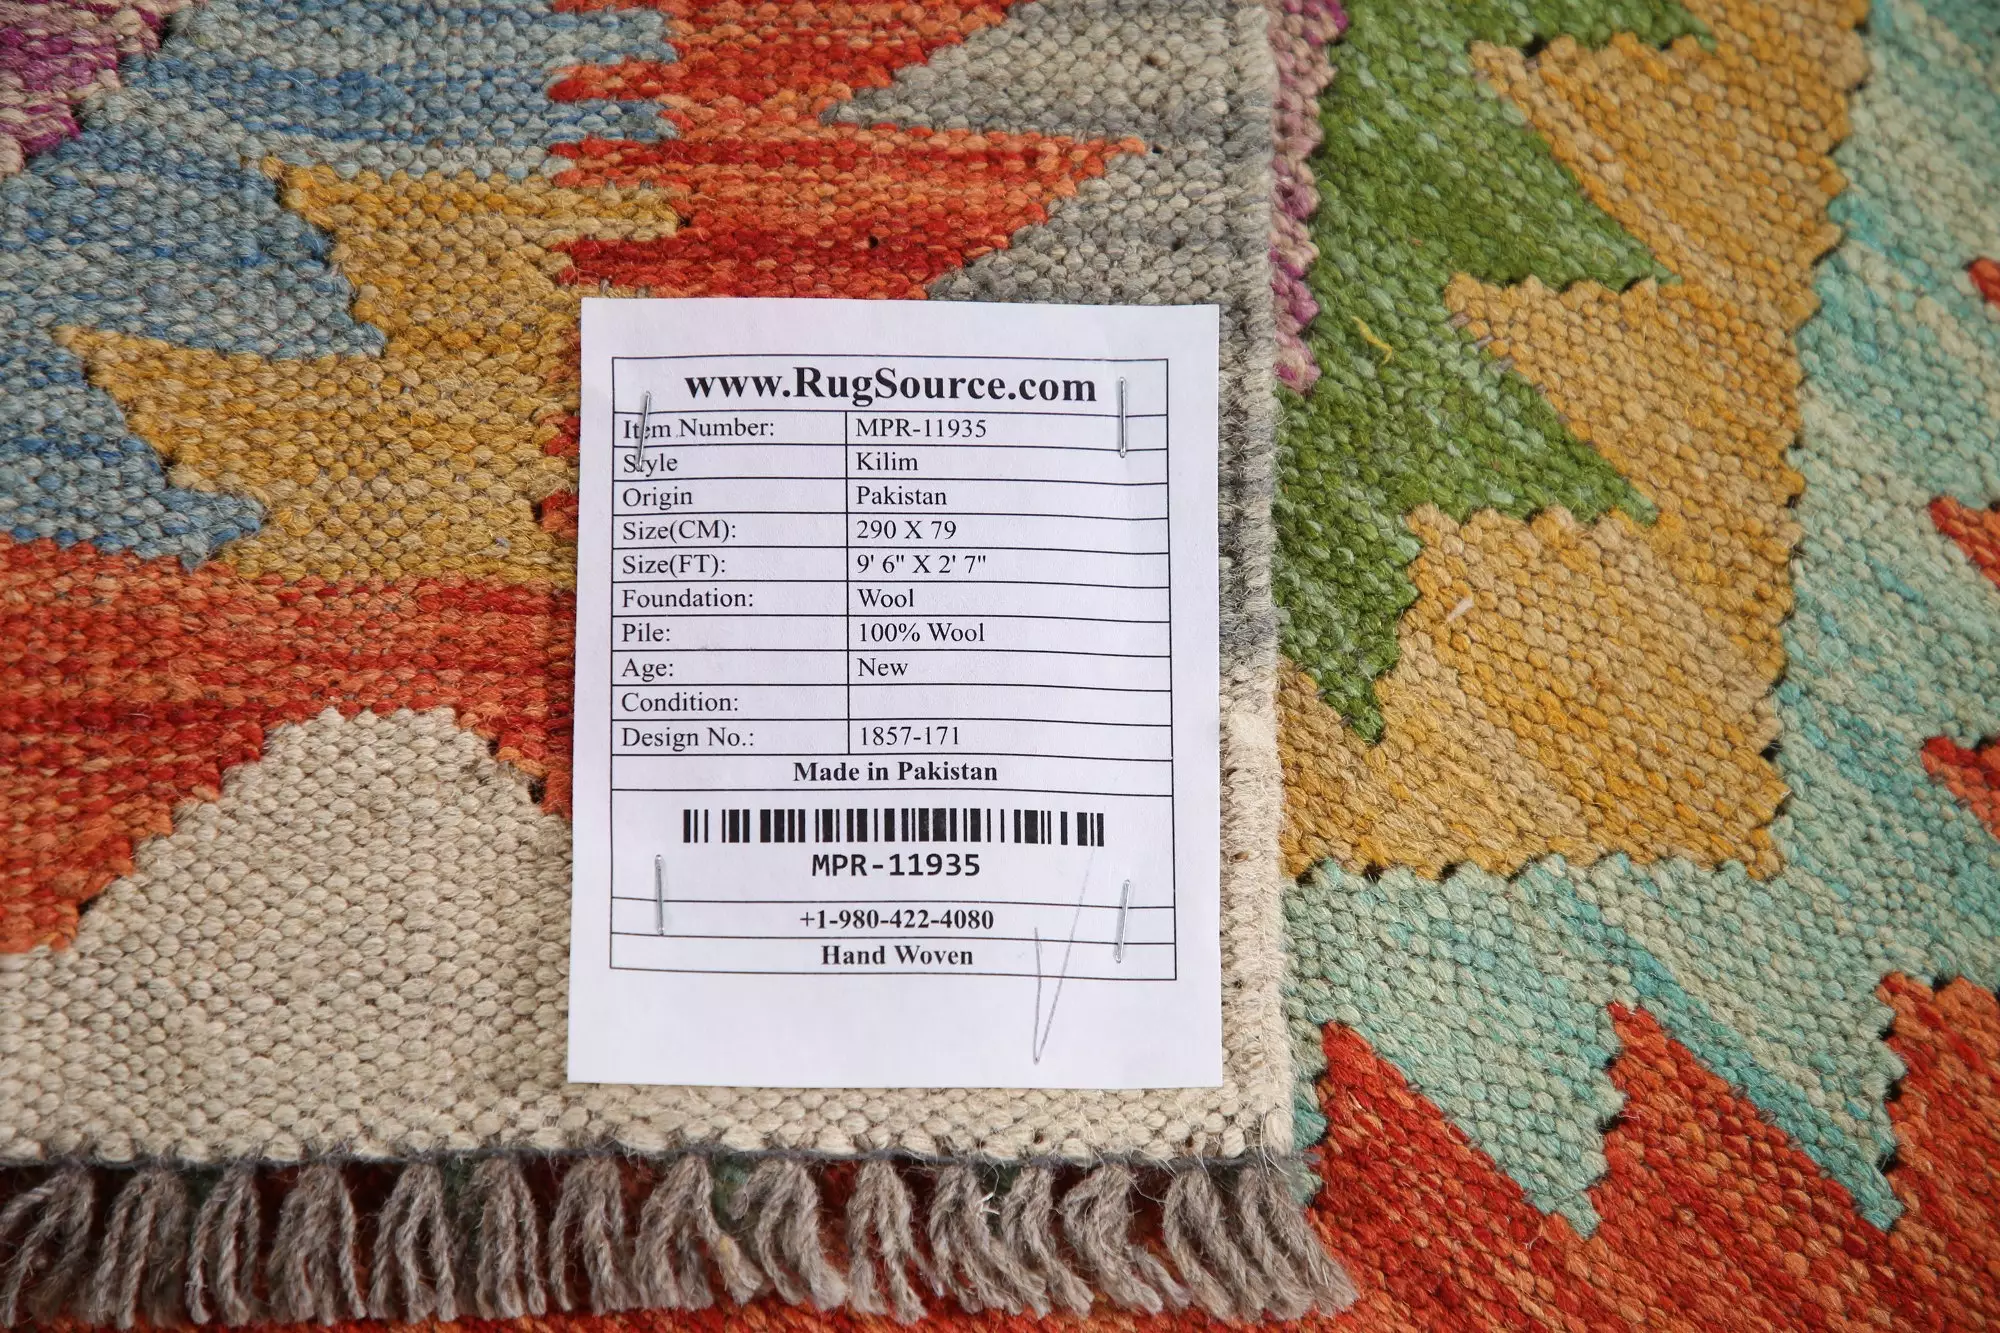 www.RugSource.com
Item Number: MPR-11935
Style Kilim
Origin Pakistan
Size(CM): 290 X 79
Size(FT): 9' 6" X 2' 7"
Foundation: Wool
Pile: 100% Wool
Age: New
Condition:
Design No.: 1857-171
Made in Pakistan
MPR-11935
+1-980-422-4080
Hand Woven